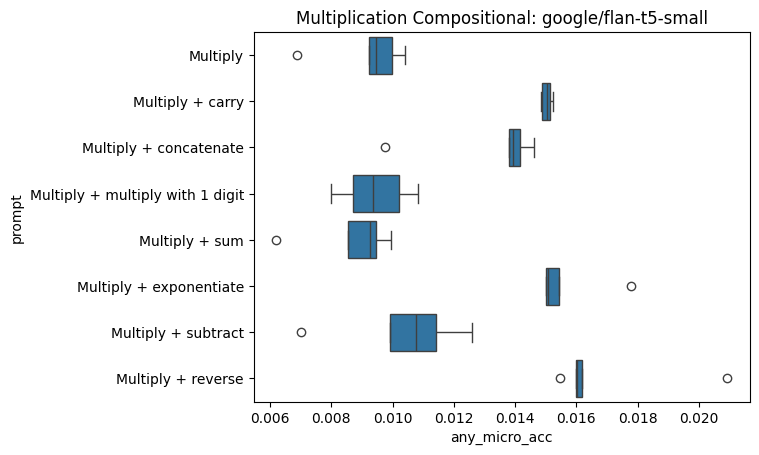 Multiplication Compositional: google/flan-t5-small
Multiply
Multiply + carry
Multiply + concatenate
Multiply + multiply with 1 digit
Multiply + sum
Multiply + exponentiate
Multiply + subtract
Multiply + reverse
prompt
0.006 0.008 0.010 0.012 0.014 0.016 0.018 0.020
any_micro_acc